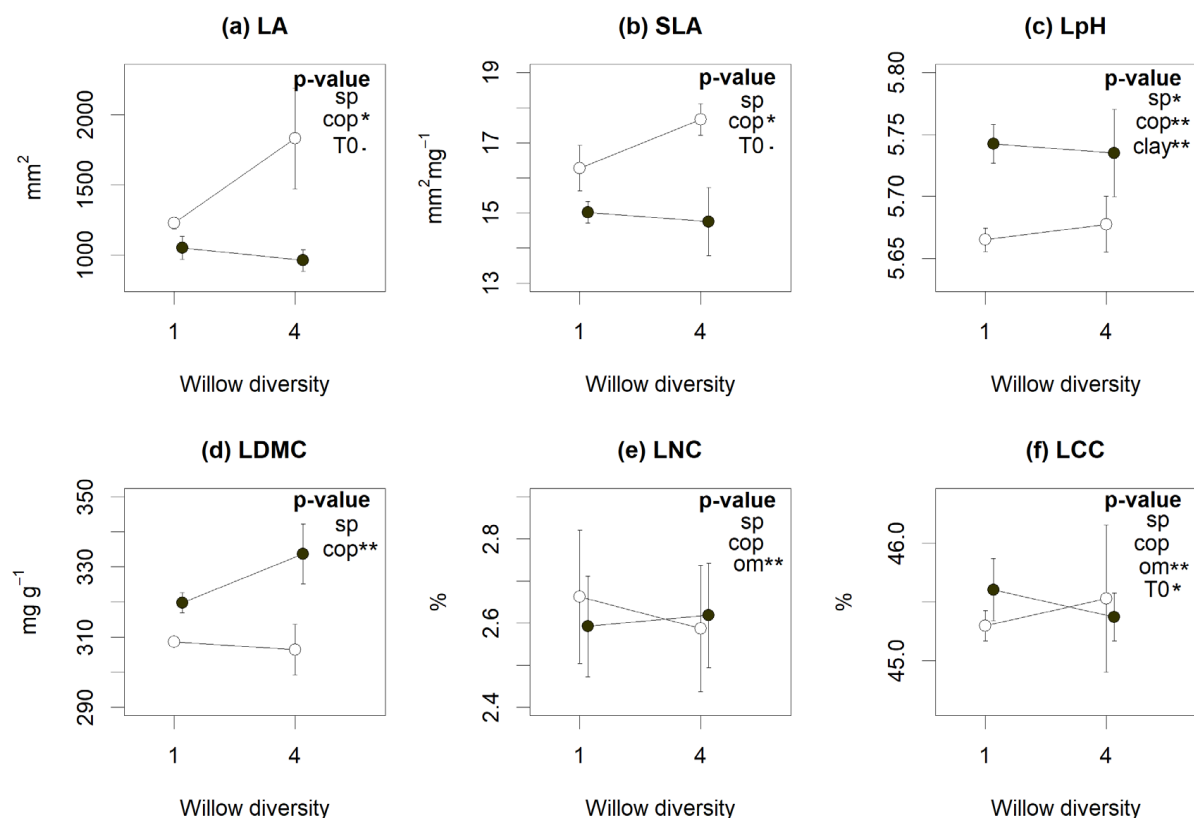 (a) LA
mm²
2000
1500
1000
p-value
sp
cop*
T0.
1 4
Willow diversity
(b) SLA
mm²mg⁻¹
19
17
15
13
p-value
sp
cop*
T0.
1 4
Willow diversity
(c) LpH
5.80
5.75
5.70
5.65
p-value
sp*
cop**
clay**
1 4
Willow diversity
(d) LDMC
mg g⁻¹
350
330
310
290
p-value
sp
cop**
1 4
Willow diversity
(e) LNC
%
2.8
2.6
2.4
p-value
sp
cop
om**
1 4
Willow diversity
(f) LCC
%
46.0
45.0
p-value
sp
cop
om**
T0*
1 4
Willow diversity